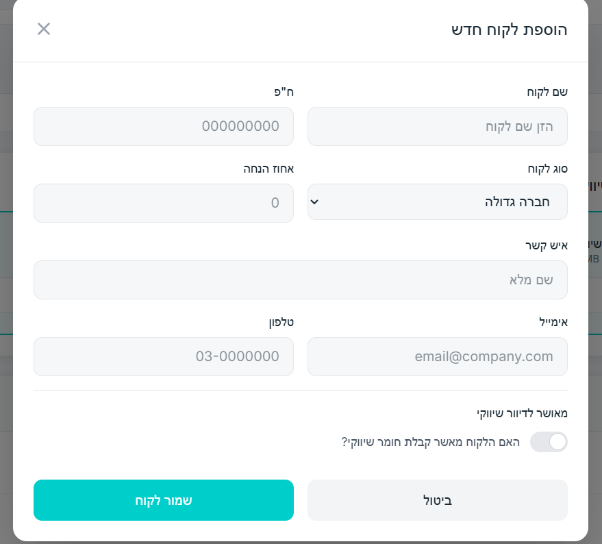 הוספת לקוח חדש
שם לקוח
ח"פ
הזן שם לקוח
000000000
סוג לקוח
אחוז הנחה
חברה גדולה
0
איש קשר
שם מלא
אימייל
טלפון
email@company.com
03-0000000
מאושר לדיוור שיווקי
האם הלקוח מאשר קבלת חומר שיווקי?
ביטול
שמור לקוח